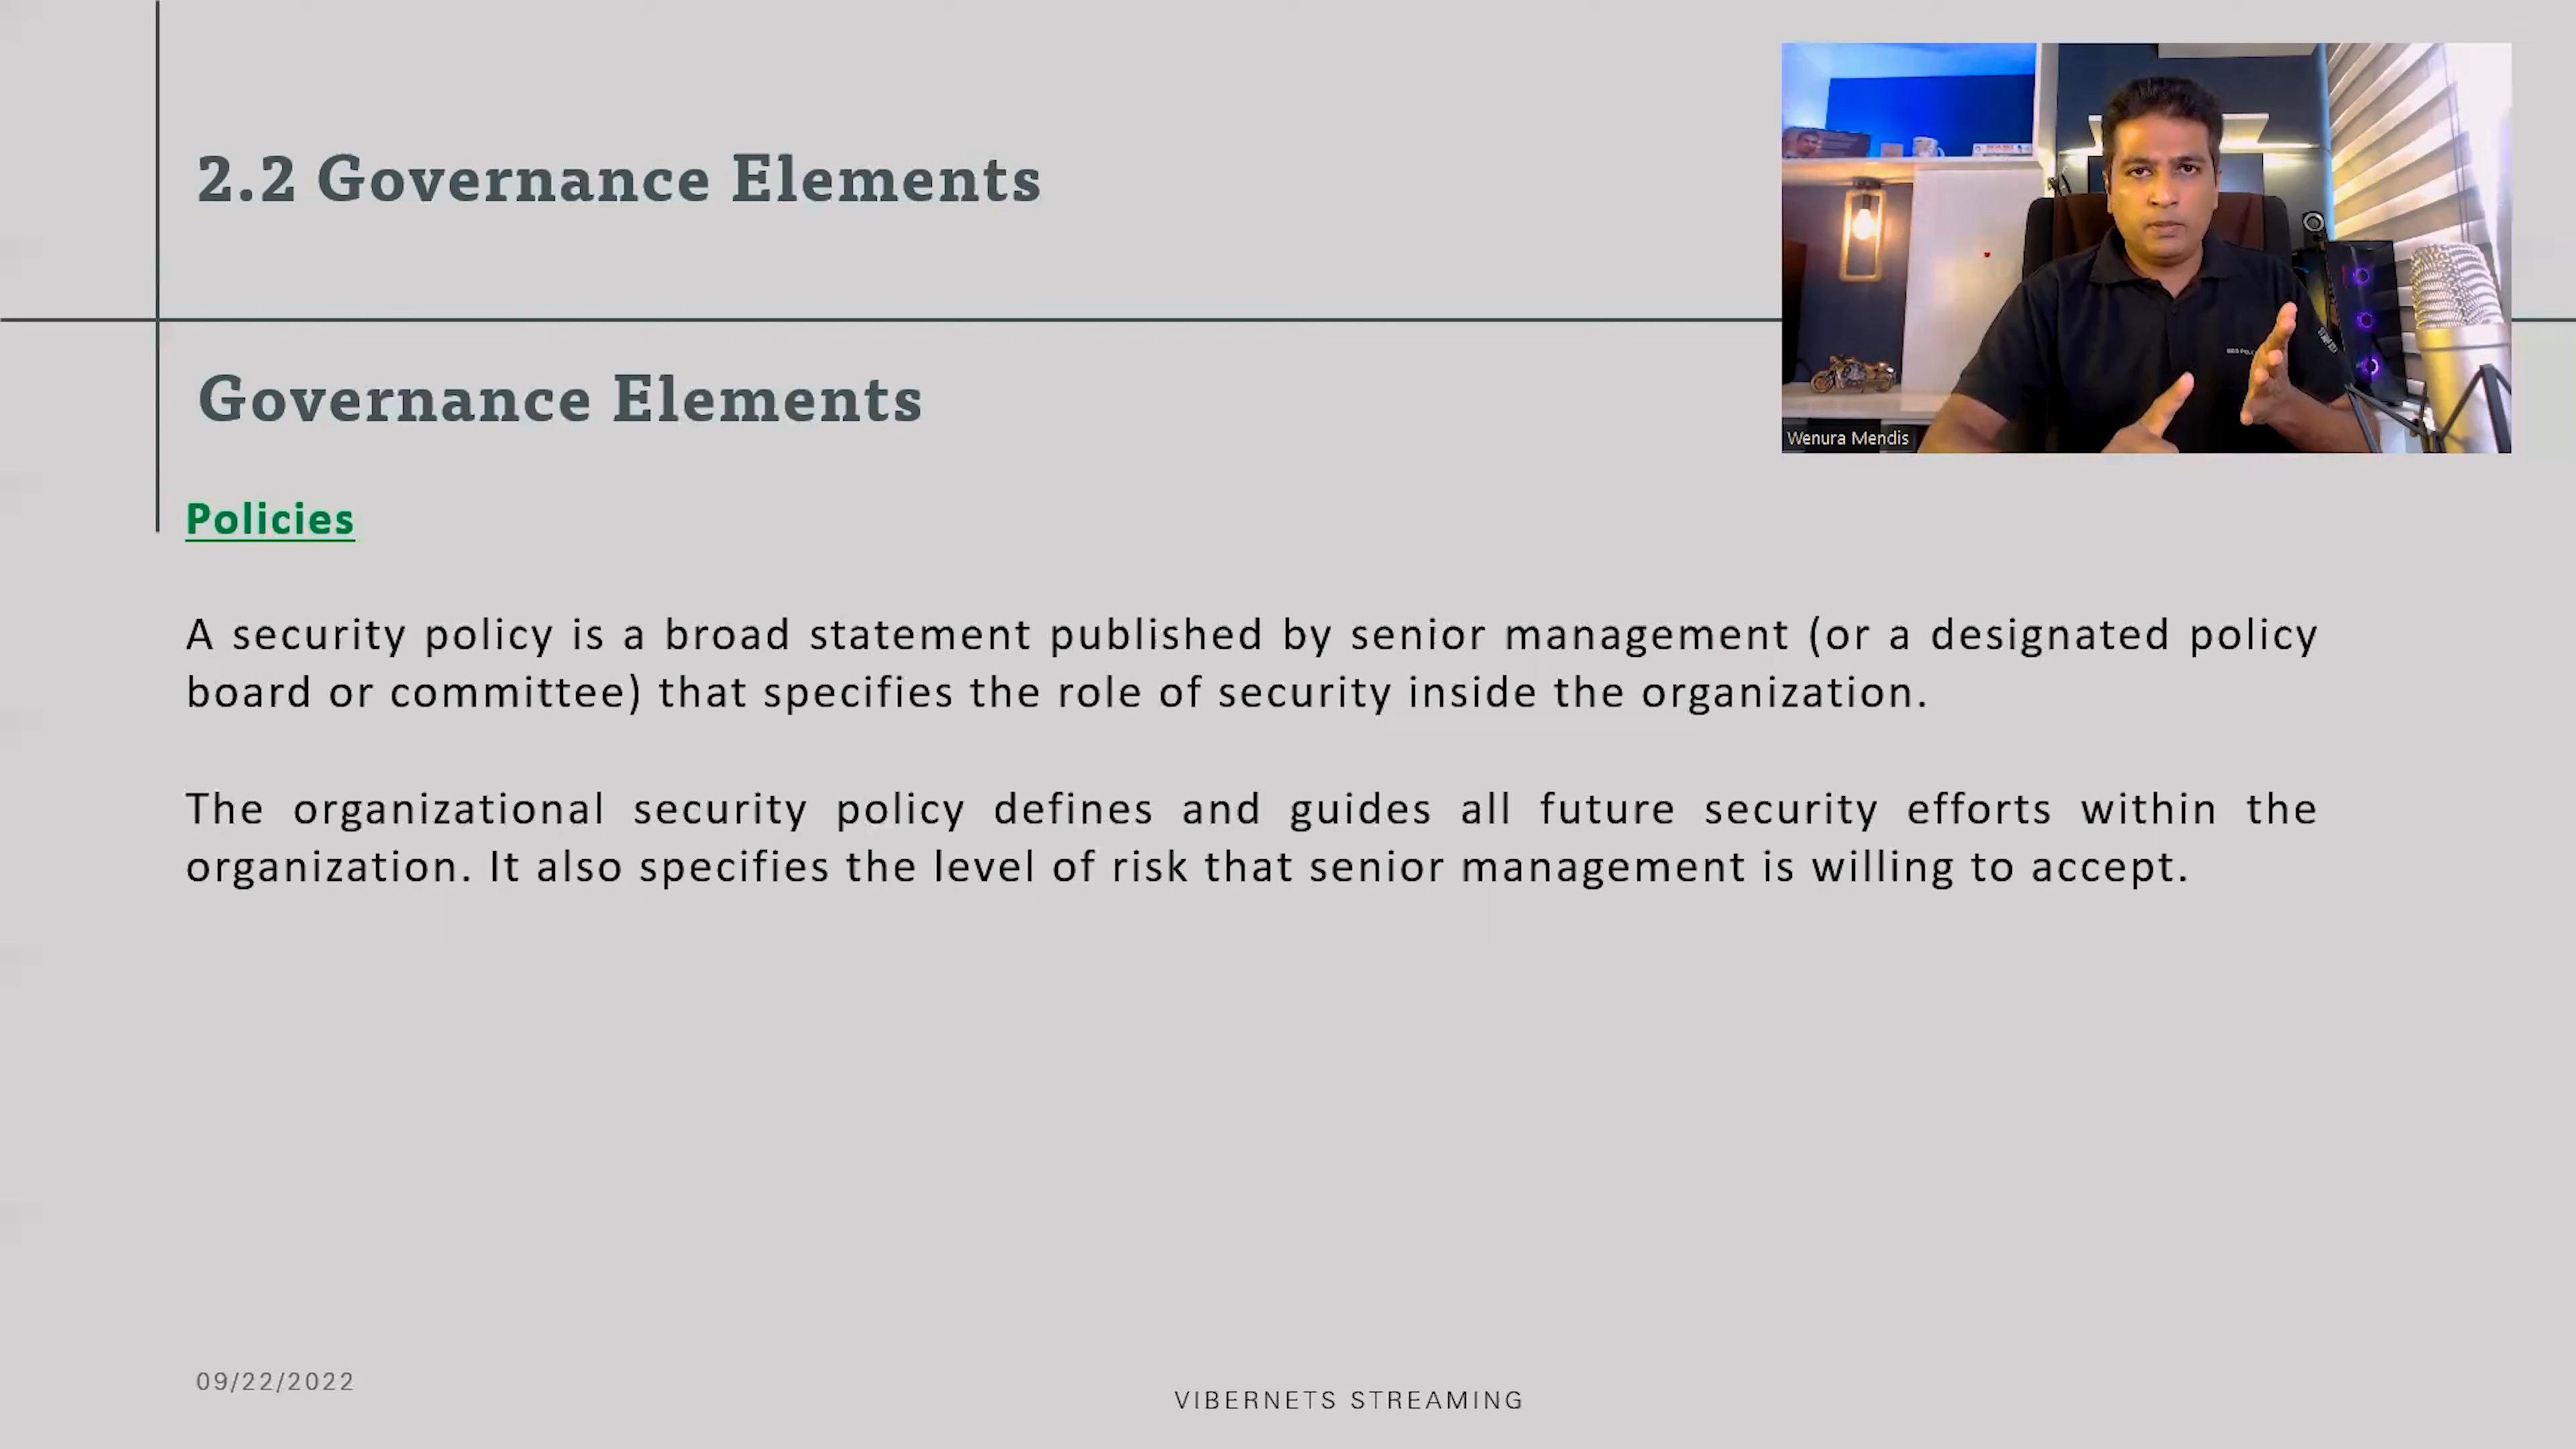 2.2 Governance Elements
Wenura Mendis
Governance Elements
Policies
A security policy is a broad statement published by senior management (or a designated policy
board or committee) that specifies the role of security inside the organization.
The organizational security policy defines and guides all future security efforts within the
organization. It also specifies the level of risk that senior management is willing to accept.
09/22/2022
VIBERNETS STREAMING